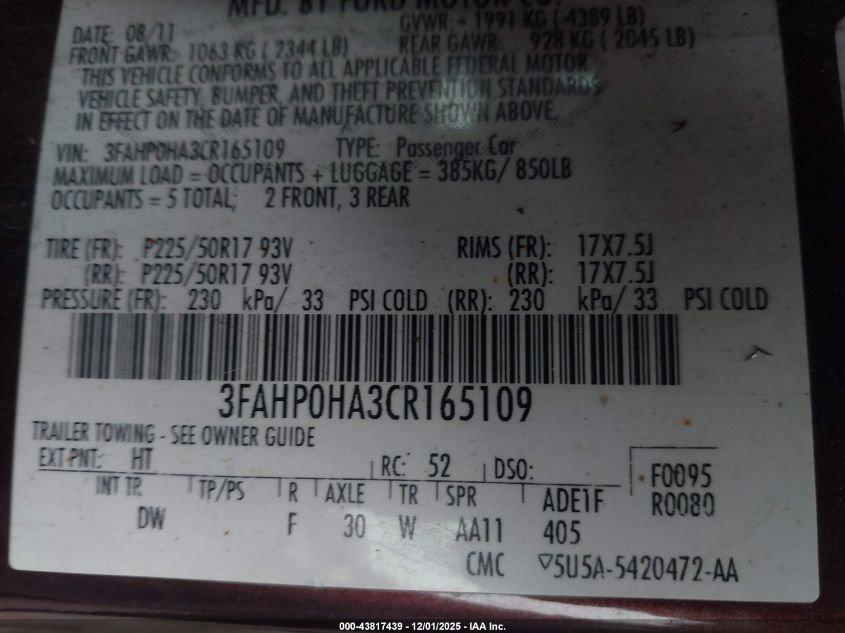 MFD. BY FORD MOTOR CO.
DATE: 08/11 GVWR - 1991 KG ( 4389 LB)
FRONT GAWR: 1063 KG ( 2344 LB) REAR GAWR: 928 KG ( 2045 LB)
THIS VEHICLE CONFORMS TO ALL APPLICABLE FEDERAL MOTOR
VEHICLE SAFETY, BUMPER, AND THEFT PREVENTION STANDARDS
IN EFFECT ON THE DATE OF MANUFACTURE SHOWN ABOVE.
VIN: 3FAHP0HA3CR165109 TYPE: Passenger Car
MAXIMUM LOAD = OCCUPANTS + LUGGAGE = 385KG/ 850LB
OCCUPANTS = 5 TOTAL; 2 FRONT, 3 REAR
TIRE (FR): P225/50R17 93V RIMS (FR): 17X7.5J
(RR): P225/50R17 93V (RR): 17X7.5J
PRESSURE (FR): 230 kPa/ 33 PSI COLD (RR): 230 kPa/ 33 PSI COLD
3FAHP0HA3CR165109
TRAILER TOWING - SEE OWNER GUIDE
EXT PNT: HT RC: 52 DSO: F0095
INT TR TP/PS R AXLE TR SPR ADE1F R0080
DW F 30 W AA11 405
CMC ▽5U5A-5420472-AA
000-43817439 - 12/01/2025 - IAA Inc.